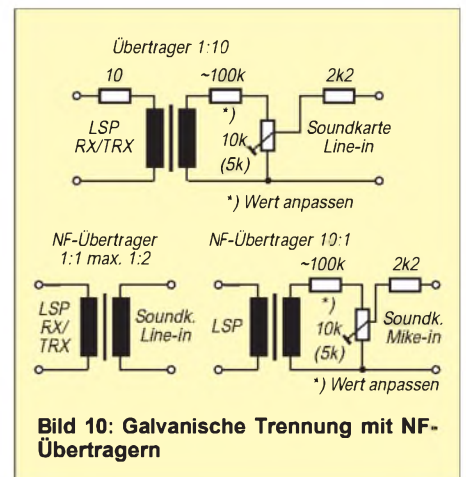 Übertrager 1:10
10
~100k
2k2
LSP
RX/TRX
*)
10k
(5k)
Soundkarte
Line-in
*) Wert anpassen
NF-Übertrager
1:1 max. 1:2
LSP
RX/
TRX
Soundk.
Line-in
NF-Übertrager 10:1
~100k
2k2
LSP
*)
10k
(5k)
Soundk.
Mike-in
*) Wert anpassen
Bild 10: Galvanische Trennung mit NF-
Übertragern